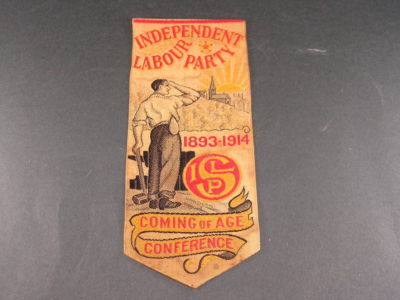 INDEPENDENT
LABOUR PARTY
1893-1914
ILP
COMING OF AGE
CONFERENCE